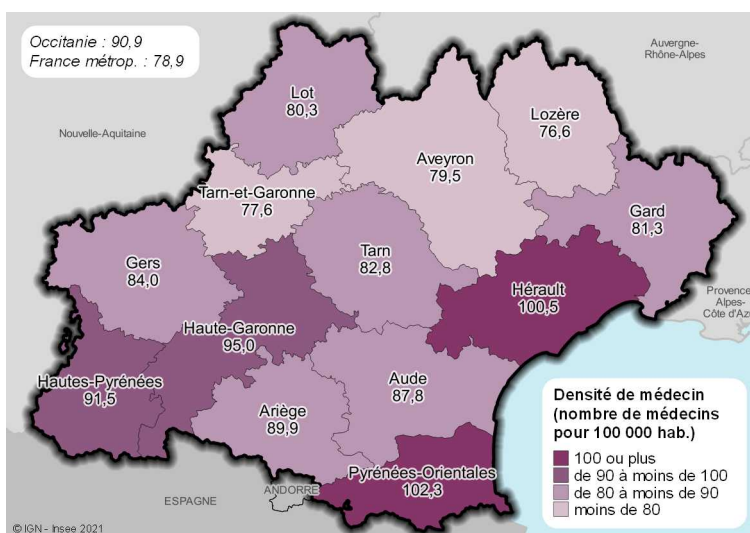 Occitanie : 90,9
France métrop. : 78,9
Auvergne-
Rhône-Alpes
Nouvelle-Aquitaine
Lot
80,3
Lozère
76,6
Aveyron
79,5
Tarn-et-Garonne
77,6
Gard
81,3
Gers
84,0
Tarn
82,8
Hérault
100,5
Provence
Alpes-
Côte d'Az
Haute-Garonne
95,0
Hautes-Pyrénées
91,5
Aude
87,8
Ariège
89,9
Pyrénées-Orientales
102,3
ANDORRE
ESPAGNE
Densité de médecin
(nombre de médecins
pour 100 000 hab.)
100 ou plus
de 90 à moins de 100
de 80 à moins de 90
moins de 80
© IGN - Insee 2021